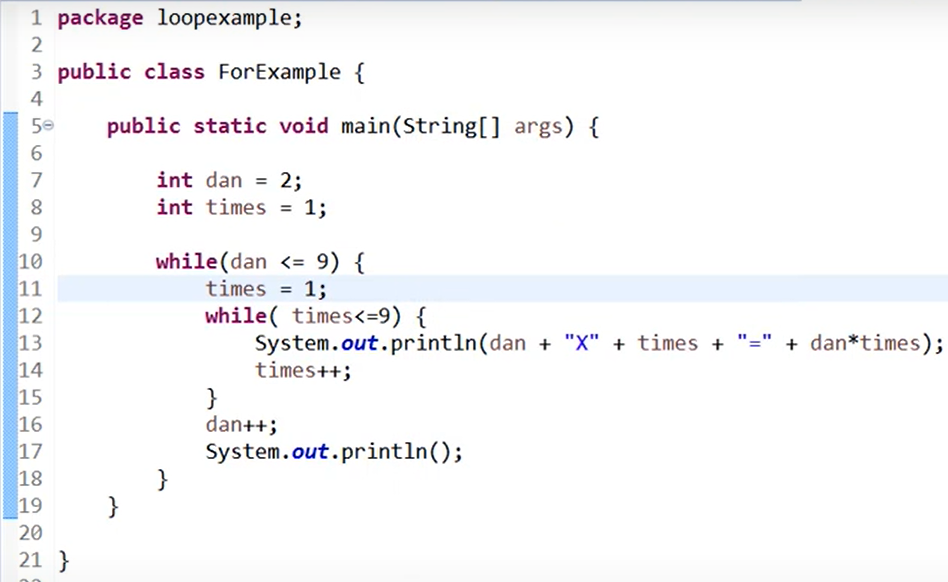 1 package loopexample;
2
3 public class ForExample {
4
5 public static void main(String[] args) {
6
7 int dan = 2;
8 int times = 1;
9
10 while(dan <= 9) {
11 times = 1;
12 while( times<=9) {
13 System.out.println(dan + "X" + times + "=" + dan*times);
14 times++;
15 }
16 dan++;
17 System.out.println();
18 }
19 }
20
21 }